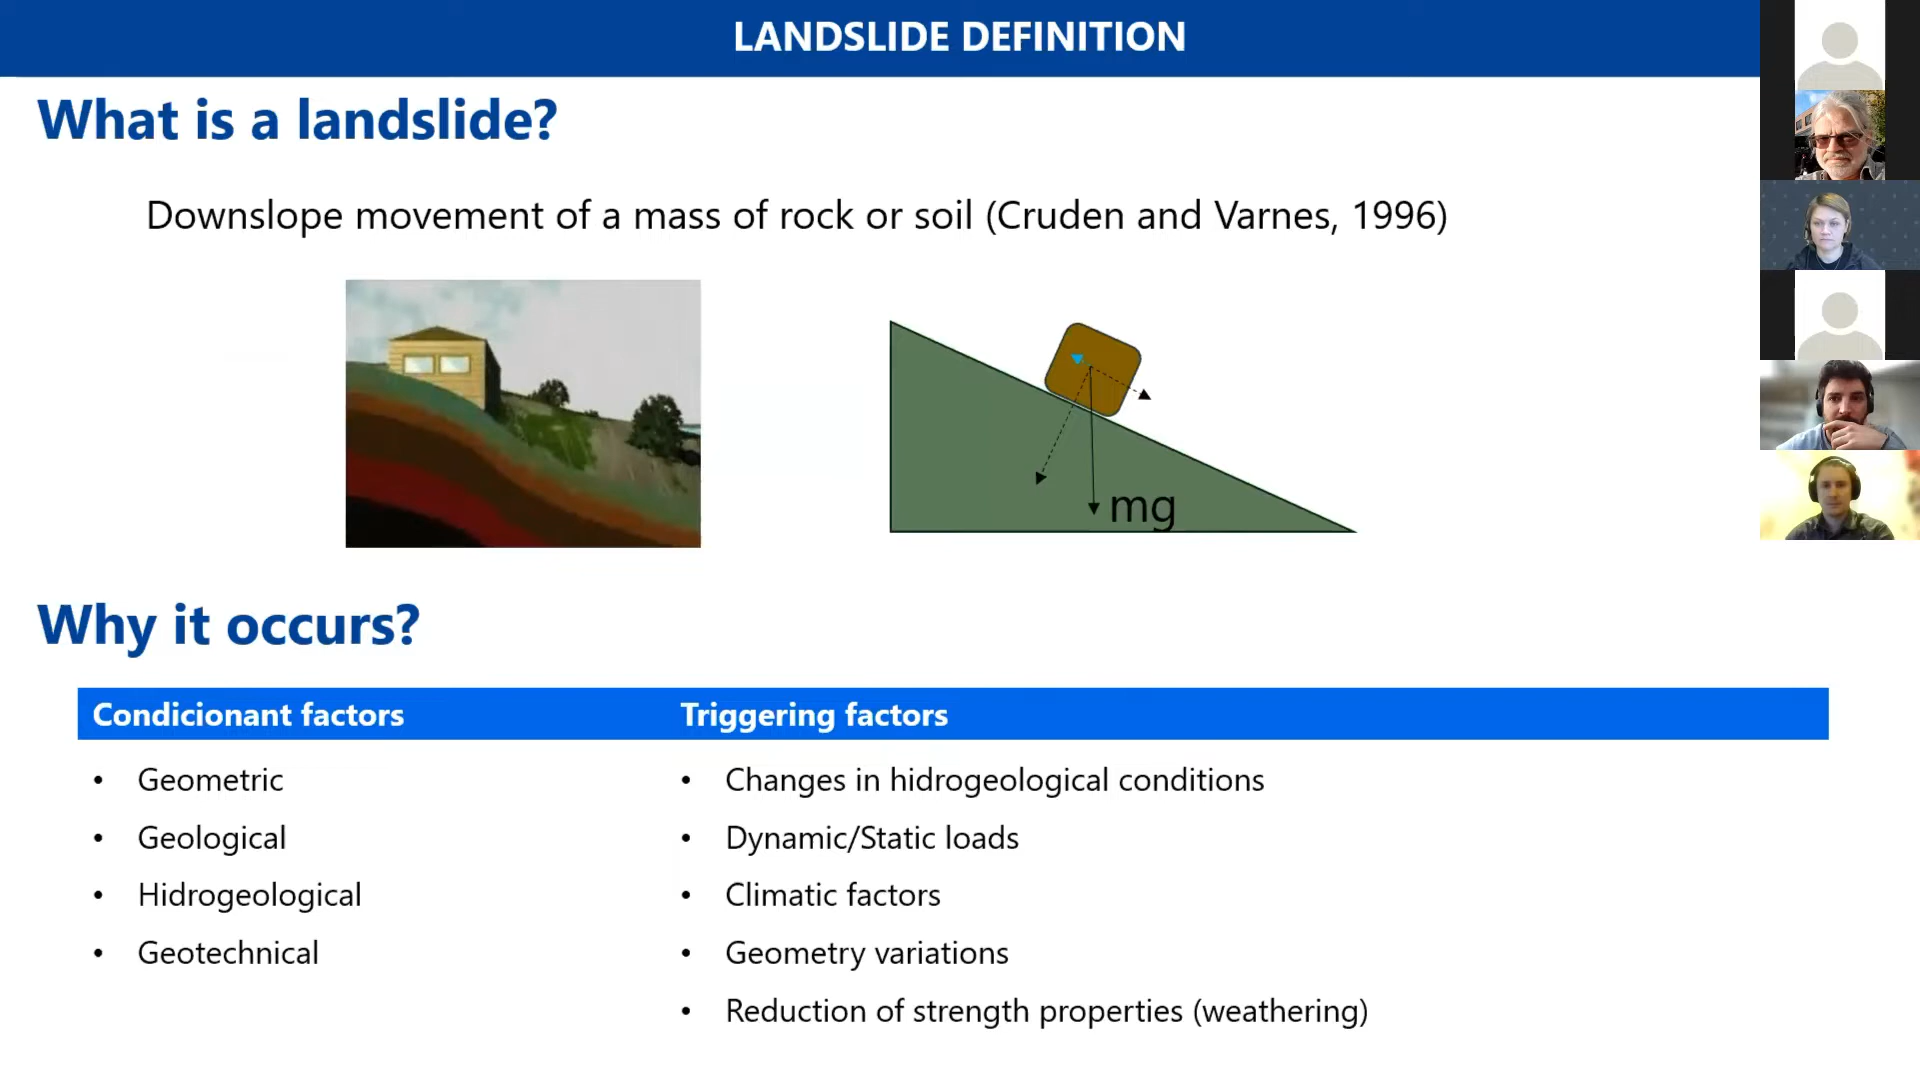 LANDSLIDE DEFINITION
What is a landslide?
Downslope movement of a mass of rock or soil (Cruden and Varnes, 1996)
mg
Why it occurs?
Condicionant factors
Triggering factors
• Geometric
• Changes in hidrogeological conditions
• Geological
• Dynamic/Static loads
• Hidrogeological
• Climatic factors
• Geotechnical
• Geometry variations
• Reduction of strength properties (weathering)